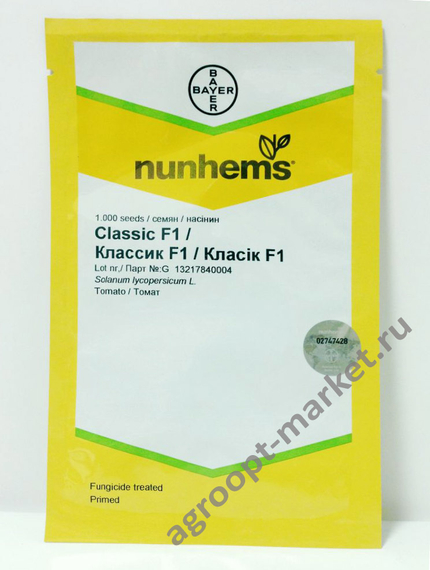 BAYER
BAYER
nunhems®
1.000 seeds / семян / насінин
Classic F1 /
Классик F1 / Класік F1
Lot nr./ Парт №:G 13217840004
Solanum lycopersicum L.
Tomato / Томат
02747428
Fungicide treated
Primed
agroopt-market.ru